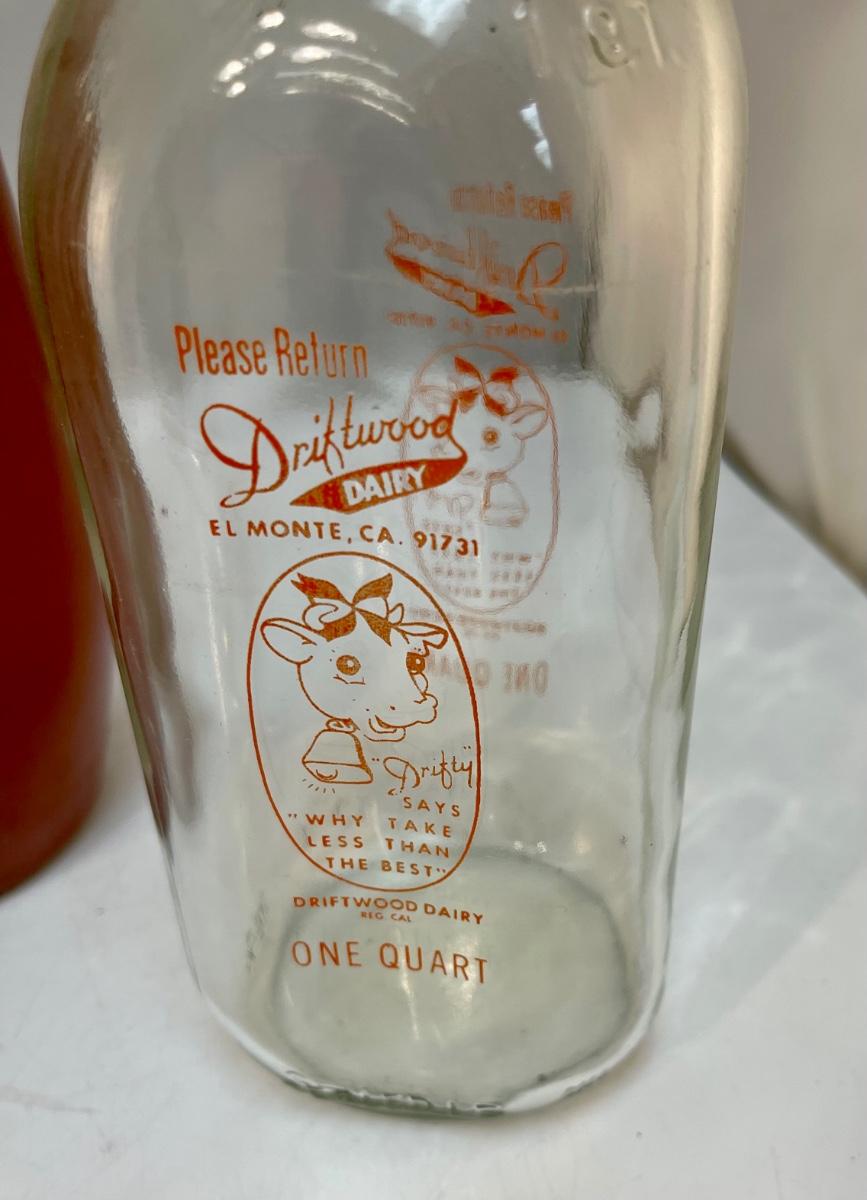 Please Return
Driftwood
DAIRY
EL MONTE, CA. 91731
"Drifty"
SAYS
"WHY TAKE
LESS THAN
THE BEST"
DRIFTWOOD DAIRY
REG. CAL.
ONE QUART